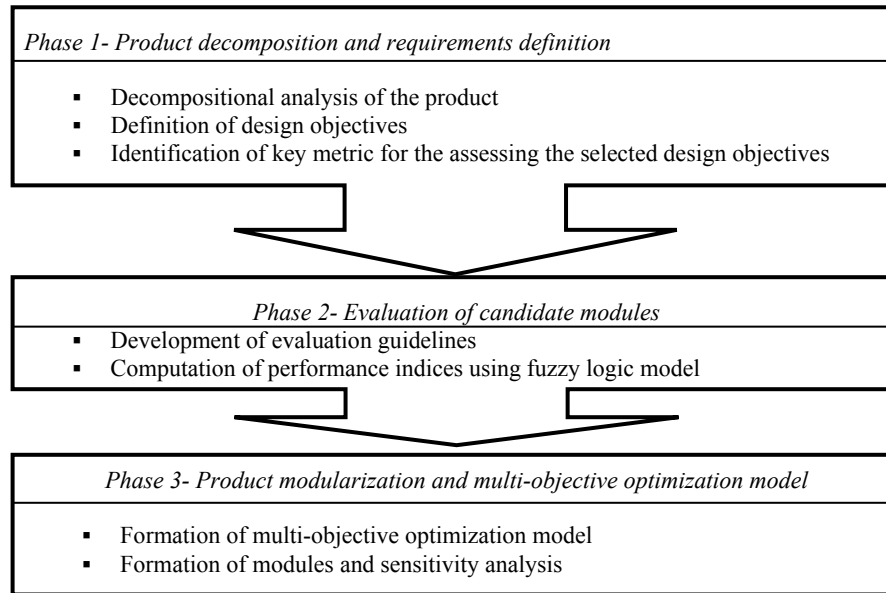 Phase 1- Product decomposition and requirements definition
▪ Decompositional analysis of the product
▪ Definition of design objectives
▪ Identification of key metric for the assessing the selected design objectives
Phase 2- Evaluation of candidate modules
▪ Development of evaluation guidelines
▪ Computation of performance indices using fuzzy logic model
Phase 3- Product modularization and multi-objective optimization model
▪ Formation of multi-objective optimization model
▪ Formation of modules and sensitivity analysis